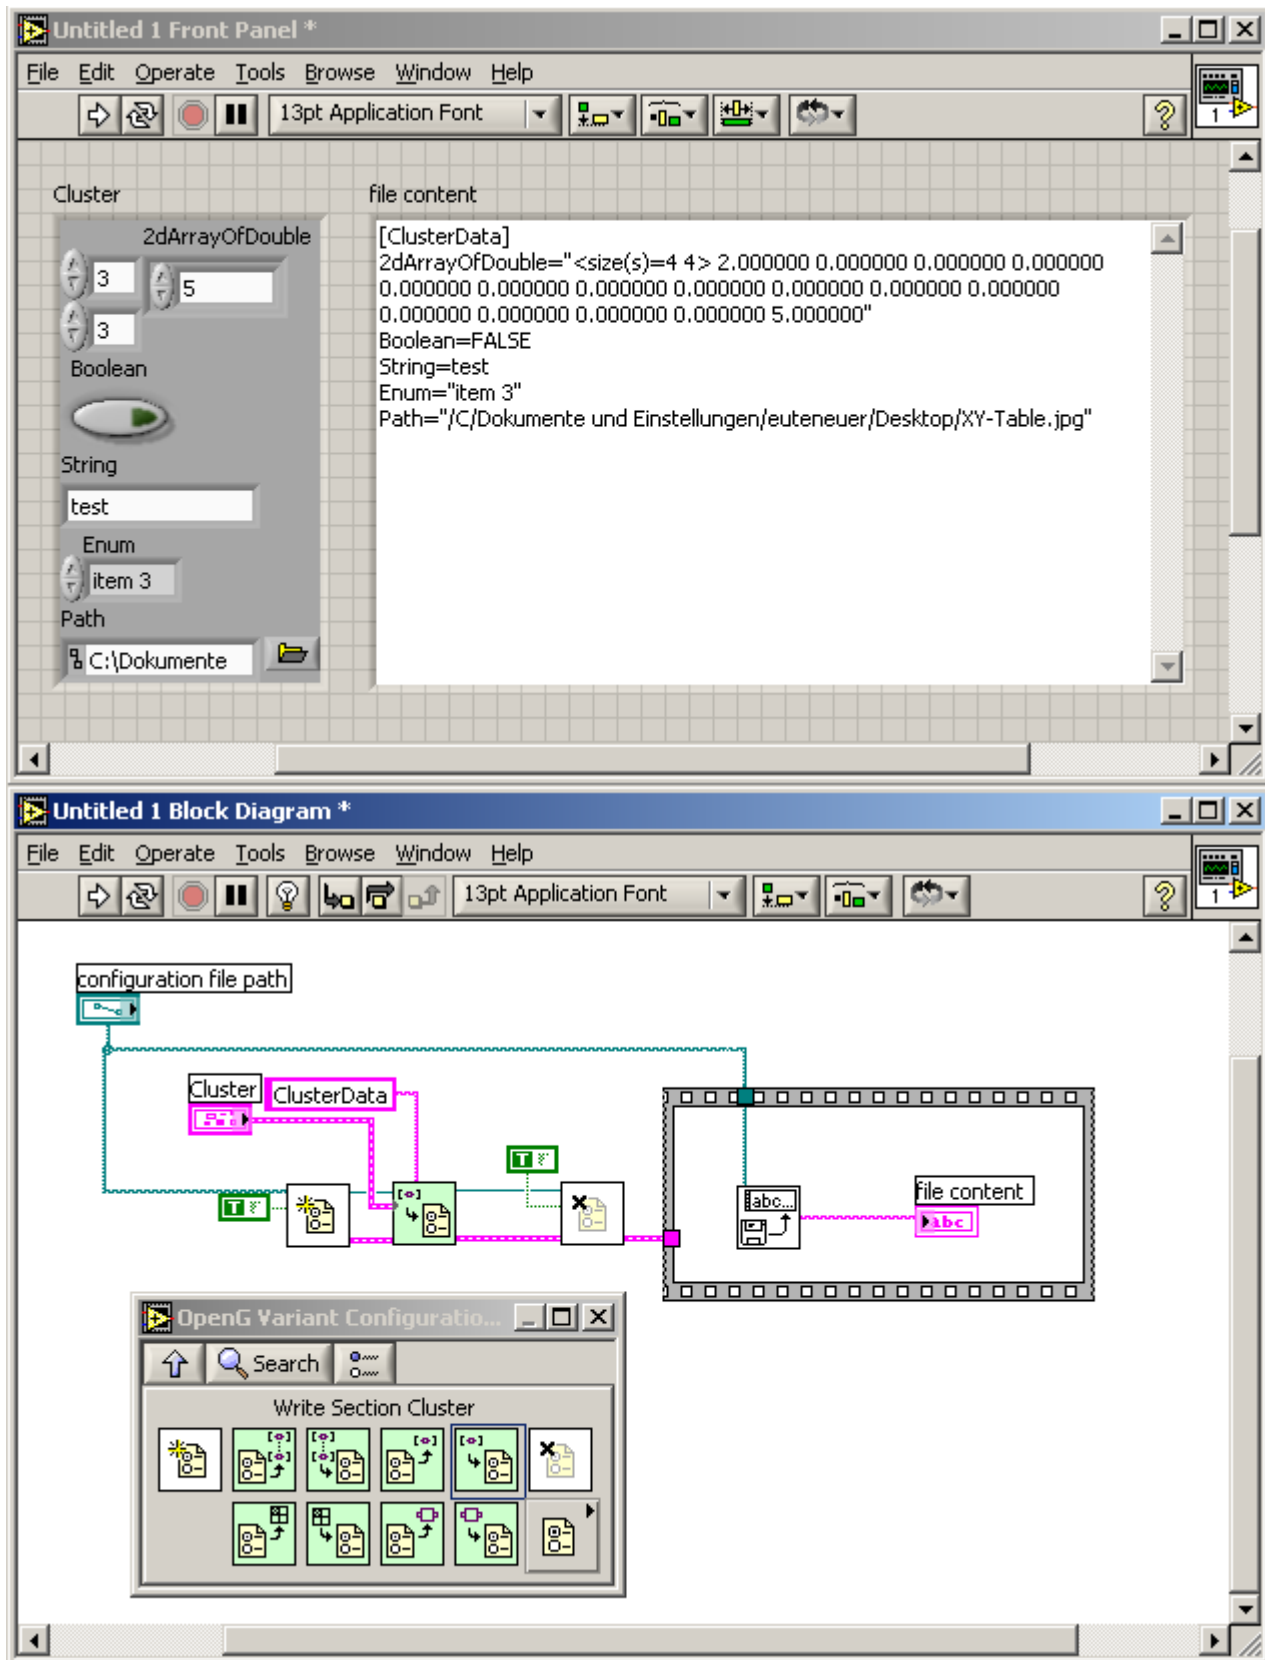 Untitled 1 Front Panel *
File Edit Operate Tools Browse Window Help
13pt Application Font
1
Cluster
file content
2dArrayOfDouble
3
5
3
Boolean
String
test
Enum
item 3
Path
C:\Dokumente
[ClusterData]
2dArrayOfDouble="<size(s)=4 4> 2.000000 0.000000 0.000000 0.000000
0.000000 0.000000 0.000000 0.000000 0.000000 0.000000 0.000000
0.000000 0.000000 0.000000 0.000000 5.000000"
Boolean=FALSE
String=test
Enum="item 3"
Path="/C/Dokumente und Einstellungen/euteneuer/Desktop/XY-Table.jpg"
Untitled 1 Block Diagram *
File Edit Operate Tools Browse Window Help
13pt Application Font
1
configuration file path
Cluster
ClusterData
T
T
abc...
file content
abc
OpenG Variant Configuratio...
Search
Write Section Cluster